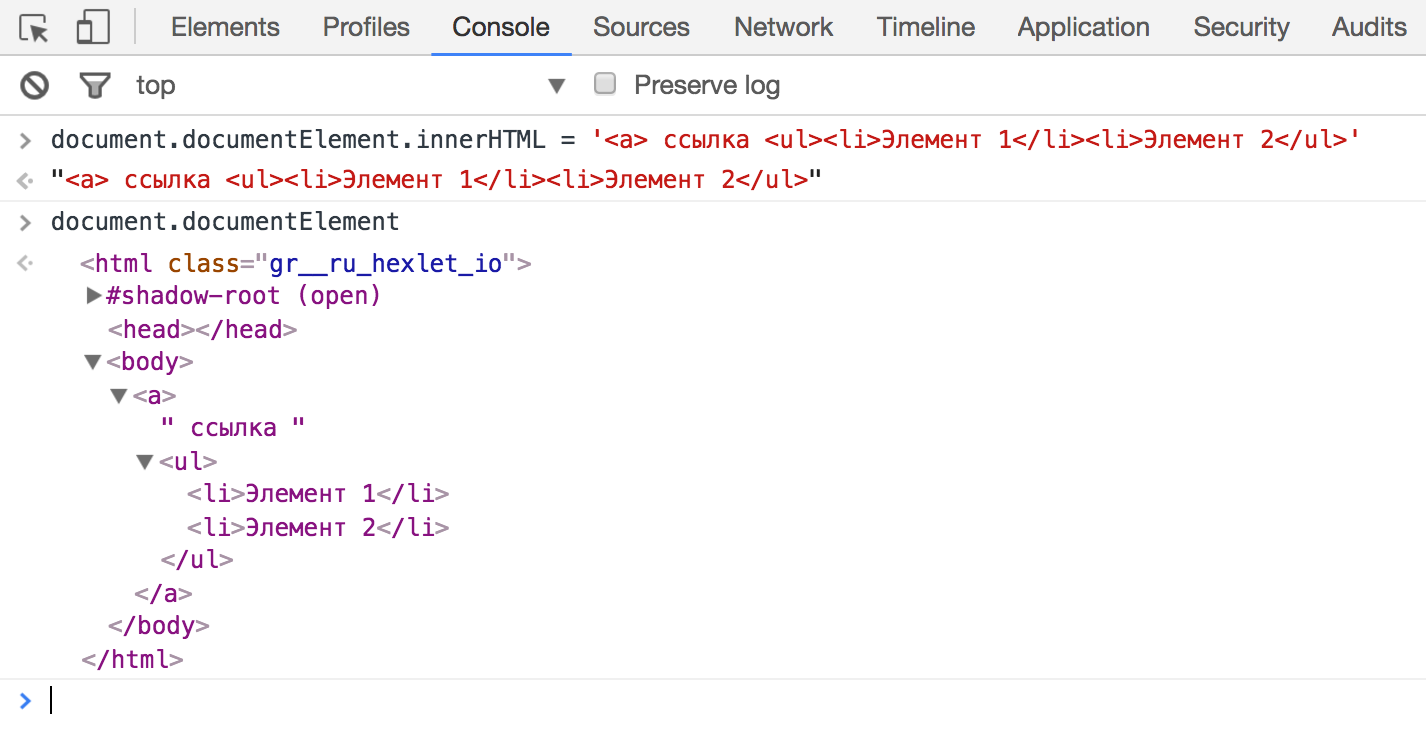 Elements Profiles Console Sources Network Timeline Application Security Audits
top Preserve log
document.documentElement.innerHTML = '<a> ссылка <ul><li>Элемент 1</li><li>Элемент 2</ul>'
"<a> ссылка <ul><li>Элемент 1</li><li>Элемент 2</ul>"
document.documentElement
<html class="gr__ru_hexlet_io">
#shadow-root (open)
<head></head>
<body>
<a>
" ссылка "
<ul>
<li>Элемент 1</li>
<li>Элемент 2</li>
</ul>
</a>
</body>
</html>